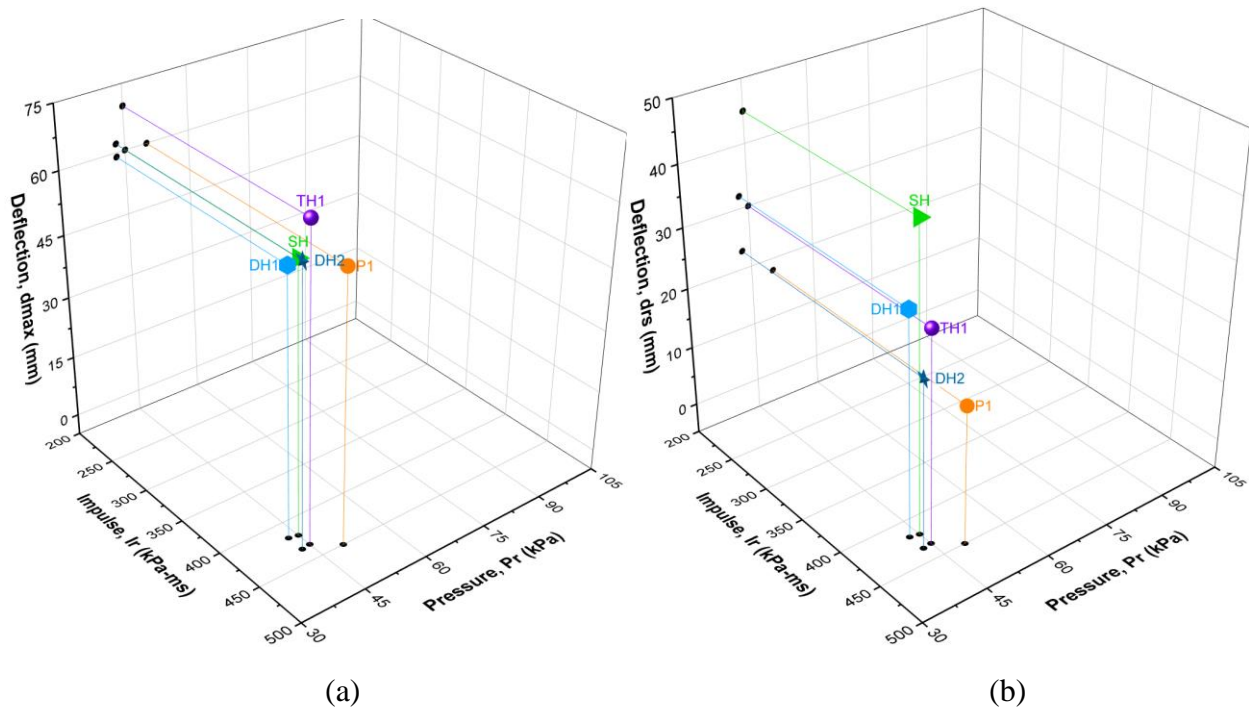 75
60
45
30
15
0
Deflection, dmax (mm)
200
250
300
350
400
450
500
Impulse, Ir (kPa-ms)
30
45
60
75
90
105
Pressure, Pr (kPa)
TH1
SH
DH1
DH2
P1
(a)
50
40
30
20
10
0
Deflection, drs (mm)
200
250
300
350
400
450
500
Impulse, Ir (kPa-ms)
30
45
60
75
90
105
Pressure, Pr (kPa)
SH
DH1
TH1
DH2
P1
(b)